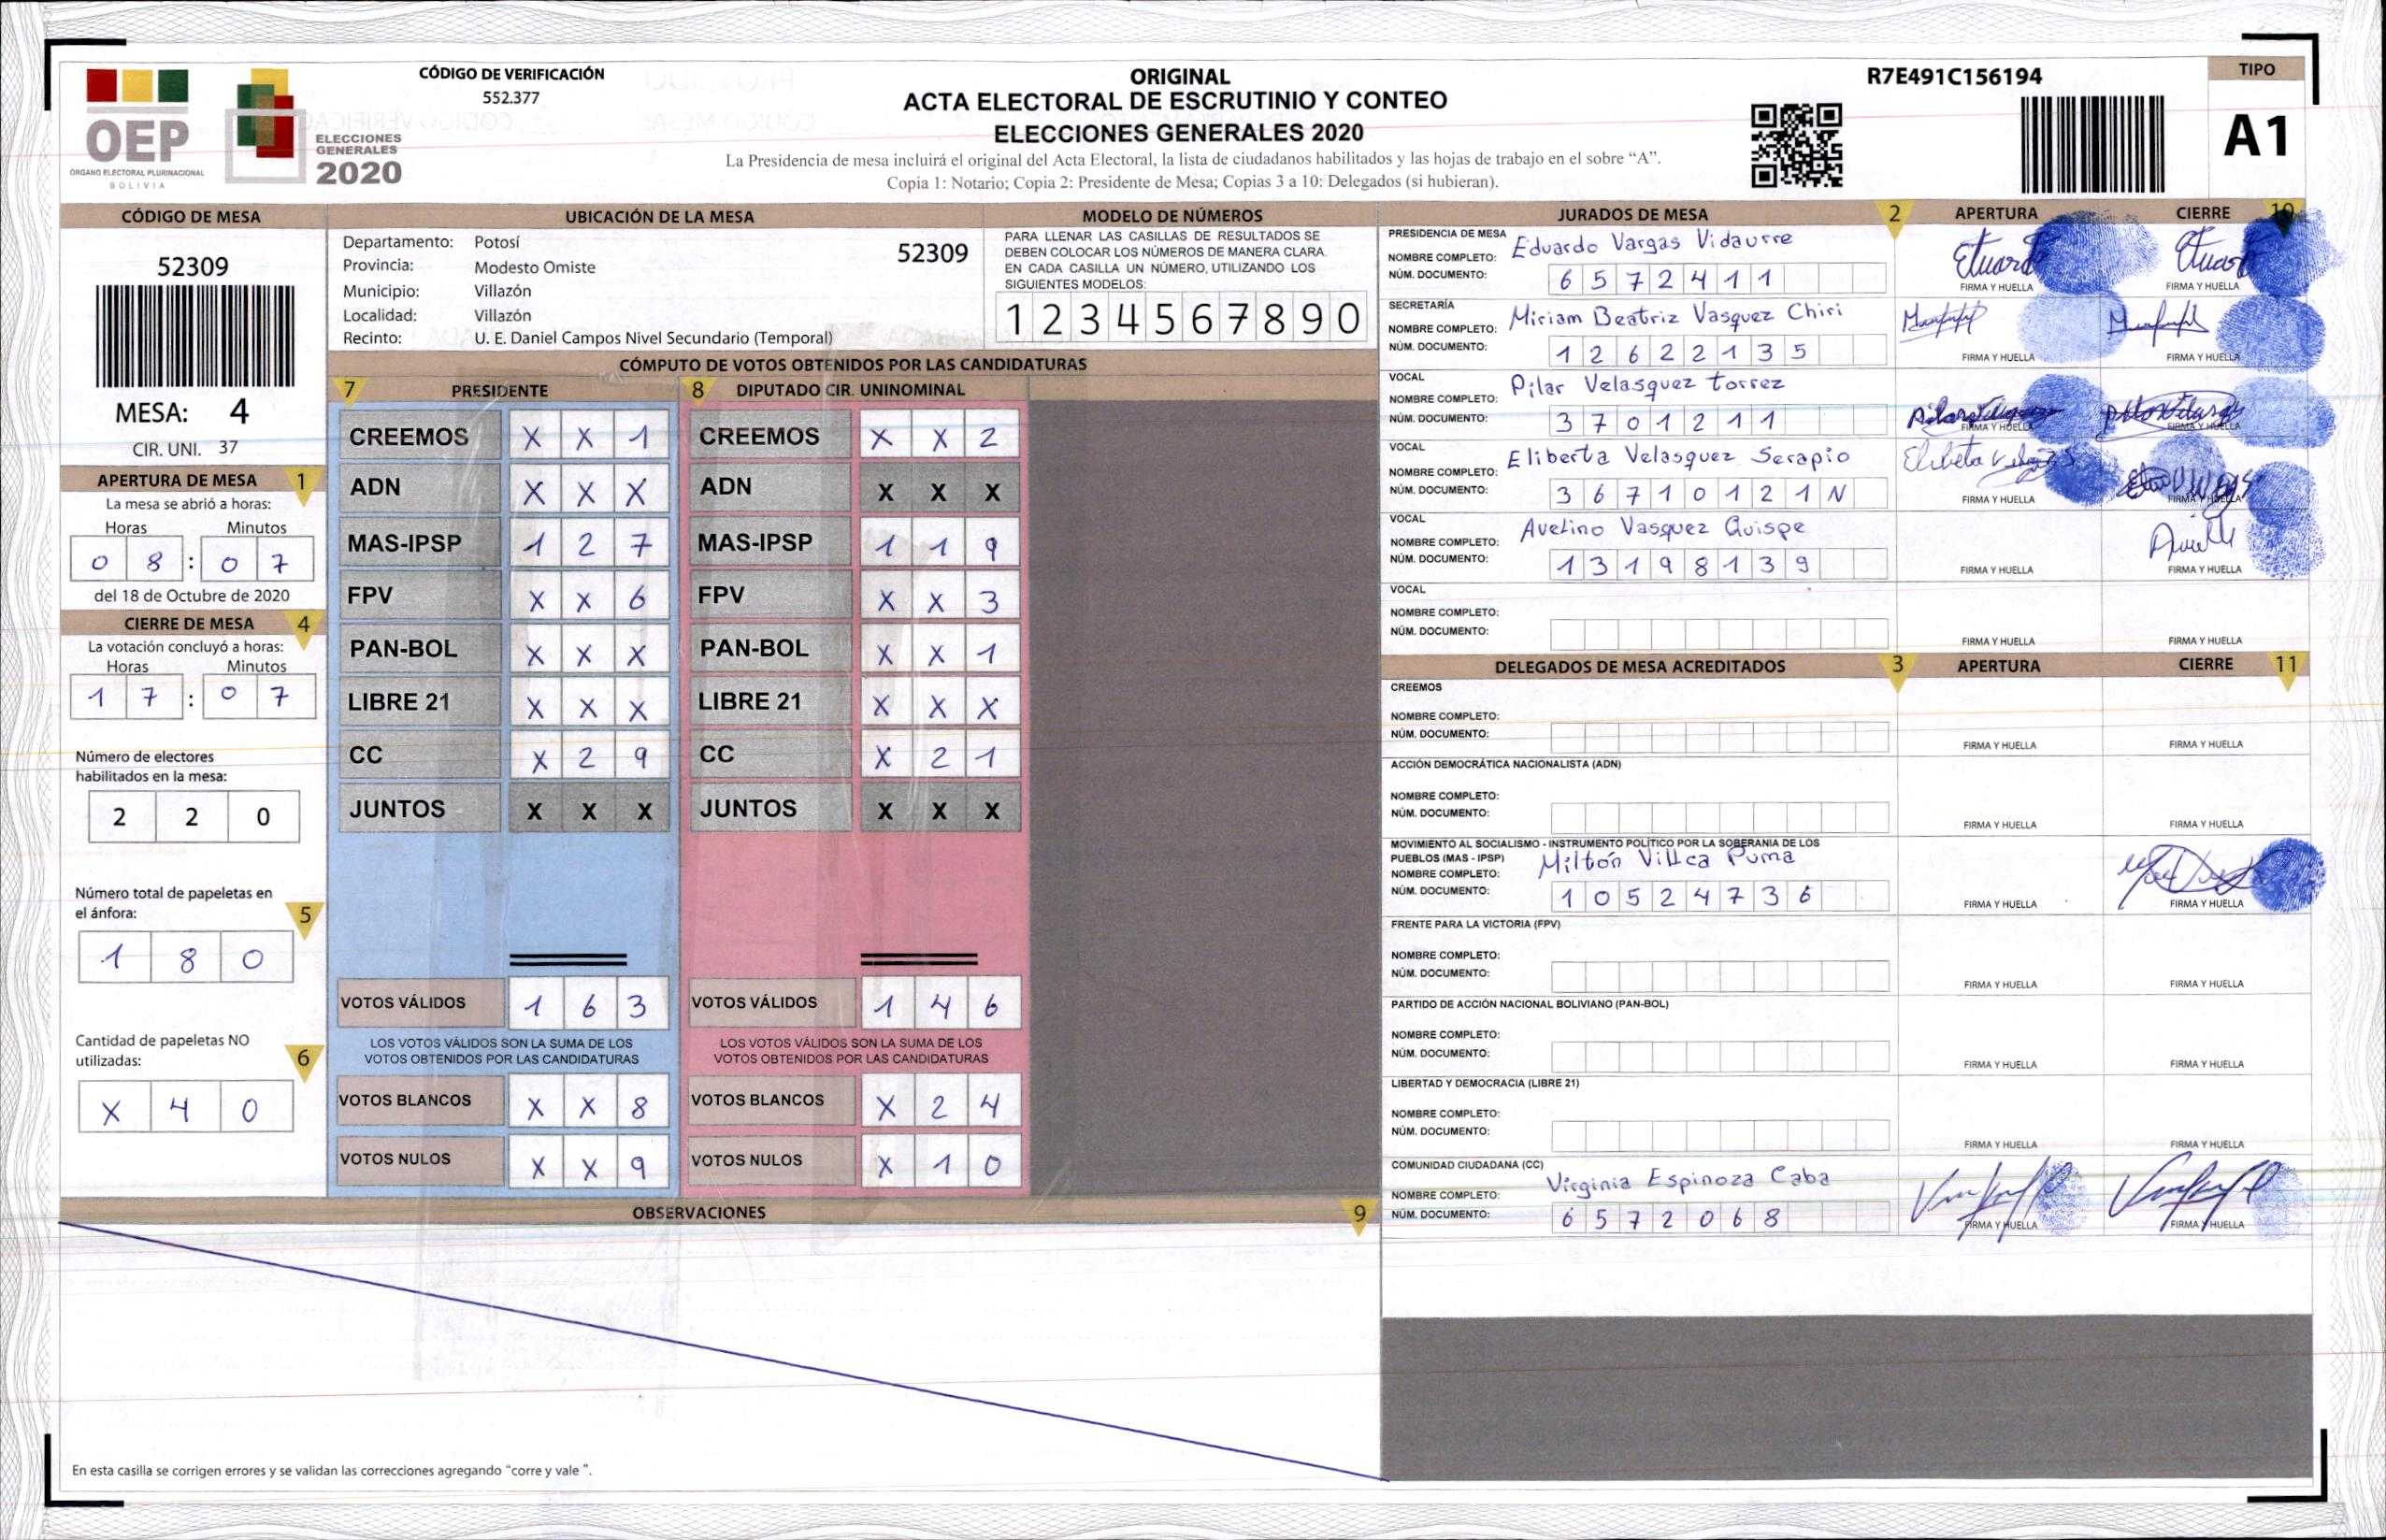 CÓDIGO DE VERIFICACIÓN
552.377
ORIGINAL
ACTA ELECTORAL DE ESCRUTINIO Y CONTEO
ELECCIONES GENERALES 2020
La Presidencia de mesa incluirá el original del Acta Electoral, la lista de ciudadanos habilitados y las hojas de trabajo en el sobre “A”.
Copia 1: Notario; Copia 2: Presidente de Mesa; Copias 3 a 10: Delegados (si hubieran).
R7E491C156194
TIPO
A1
OEP
ÓRGANO ELECTORAL PLURINACIONAL
BOLIVIA
ELECCIONES
GENERALES
2020
CÓDIGO DE MESA
52309
MESA: 4
CIR. UNI. 37
APERTURA DE MESA 1
La mesa se abrió a horas:
Horas Minutos
0 8 : 0 7
del 18 de Octubre de 2020
CIERRE DE MESA 4
La votación concluyó a horas:
Horas Minutos
1 7 : 0 7
Número de electores
habilitados en la mesa:
2 2 0
Número total de papeletas en
el ánfora: 5
1 8 0
Cantidad de papeletas NO
utilizadas: 6
X 4 0
UBICACIÓN DE LA MESA
Departamento: Potosí 52309
Provincia: Modesto Omiste
Municipio: Villazón
Localidad: Villazón
Recinto: U. E. Daniel Campos Nivel Secundario (Temporal)
MODELO DE NÚMEROS
PARA LLENAR LAS CASILLAS DE RESULTADOS SE
DEBEN COLOCAR LOS NÚMEROS DE MANERA CLARA.
EN CADA CASILLA UN NÚMERO, UTILIZANDO LOS
SIGUIENTES MODELOS:
1 2 3 4 5 6 7 8 9 0
CÓMPUTO DE VOTOS OBTENIDOS POR LAS CANDIDATURAS
7 PRESIDENTE
CREEMOS X X 1
ADN X X X
MAS-IPSP 1 2 7
FPV X X 6
PAN-BOL X X X
LIBRE 21 X X X
CC X 2 9
JUNTOS X X X
VOTOS VÁLIDOS 1 6 3
LOS VOTOS VÁLIDOS SON LA SUMA DE LOS
VOTOS OBTENIDOS POR LAS CANDIDATURAS
VOTOS BLANCOS X X 8
VOTOS NULOS X X 9
8 DIPUTADO CIR. UNINOMINAL
CREEMOS X X 2
ADN X X X
MAS-IPSP 1 1 9
FPV X X 3
PAN-BOL X X 1
LIBRE 21 X X X
CC X 2 1
JUNTOS X X X
VOTOS VÁLIDOS 1 4 6
LOS VOTOS VÁLIDOS SON LA SUMA DE LOS
VOTOS OBTENIDOS POR LAS CANDIDATURAS
VOTOS BLANCOS X 2 4
VOTOS NULOS X 1 0
OBSERVACIONES 9
En esta casilla se corrigen errores y se validan las correcciones agregando “corre y vale ”.
JURADOS DE MESA 2 APERTURA CIERRE 10
PRESIDENCIA DE MESA
NOMBRE COMPLETO: Eduardo Vargas Vidaurre
NÚM. DOCUMENTO: 6 5 7 2 4 1 1
FIRMA Y HUELLA FIRMA Y HUELLA
SECRETARÍA
NOMBRE COMPLETO: Miriam Beatriz Vasquez Chiri
NÚM. DOCUMENTO: 1 2 6 2 2 1 3 5
FIRMA Y HUELLA FIRMA Y HUELLA
VOCAL
NOMBRE COMPLETO: Pilar Velasquez torrez
NÚM. DOCUMENTO: 3 7 0 1 2 1 1
FIRMA Y HUELLA FIRMA Y HUELLA
VOCAL
NOMBRE COMPLETO: Eliberta Velasquez Serapio
NÚM. DOCUMENTO: 3 6 7 1 0 1 2 1 N
FIRMA Y HUELLA FIRMA Y HUELLA
VOCAL
NOMBRE COMPLETO: Avelino Vasquez Quispe
NÚM. DOCUMENTO: 1 3 1 9 8 1 3 9
FIRMA Y HUELLA FIRMA Y HUELLA
VOCAL
NOMBRE COMPLETO:
NÚM. DOCUMENTO:
FIRMA Y HUELLA FIRMA Y HUELLA
DELEGADOS DE MESA ACREDITADOS 3 APERTURA CIERRE 11
CREEMOS
NOMBRE COMPLETO:
NÚM. DOCUMENTO:
FIRMA Y HUELLA FIRMA Y HUELLA
ACCIÓN DEMOCRÁTICA NACIONALISTA (ADN)
NOMBRE COMPLETO:
NÚM. DOCUMENTO:
FIRMA Y HUELLA FIRMA Y HUELLA
MOVIMIENTO AL SOCIALISMO - INSTRUMENTO POLÍTICO POR LA SOBERANIA DE LOS
PUEBLOS (MAS - IPSP)
NOMBRE COMPLETO: Miltón Villca Puma
NÚM. DOCUMENTO: 1 0 5 2 4 7 3 6
FIRMA Y HUELLA FIRMA Y HUELLA
FRENTE PARA LA VICTORIA (FPV)
NOMBRE COMPLETO:
NÚM. DOCUMENTO:
FIRMA Y HUELLA FIRMA Y HUELLA
PARTIDO DE ACCIÓN NACIONAL BOLIVIANO (PAN-BOL)
NOMBRE COMPLETO:
NÚM. DOCUMENTO:
FIRMA Y HUELLA FIRMA Y HUELLA
LIBERTAD Y DEMOCRACIA (LIBRE 21)
NOMBRE COMPLETO:
NÚM. DOCUMENTO:
FIRMA Y HUELLA FIRMA Y HUELLA
COMUNIDAD CIUDADANA (CC)
NOMBRE COMPLETO: Virginia Espinoza Caba
NÚM. DOCUMENTO: 6 5 7 2 0 6 8
FIRMA Y HUELLA FIRMA Y HUELLA